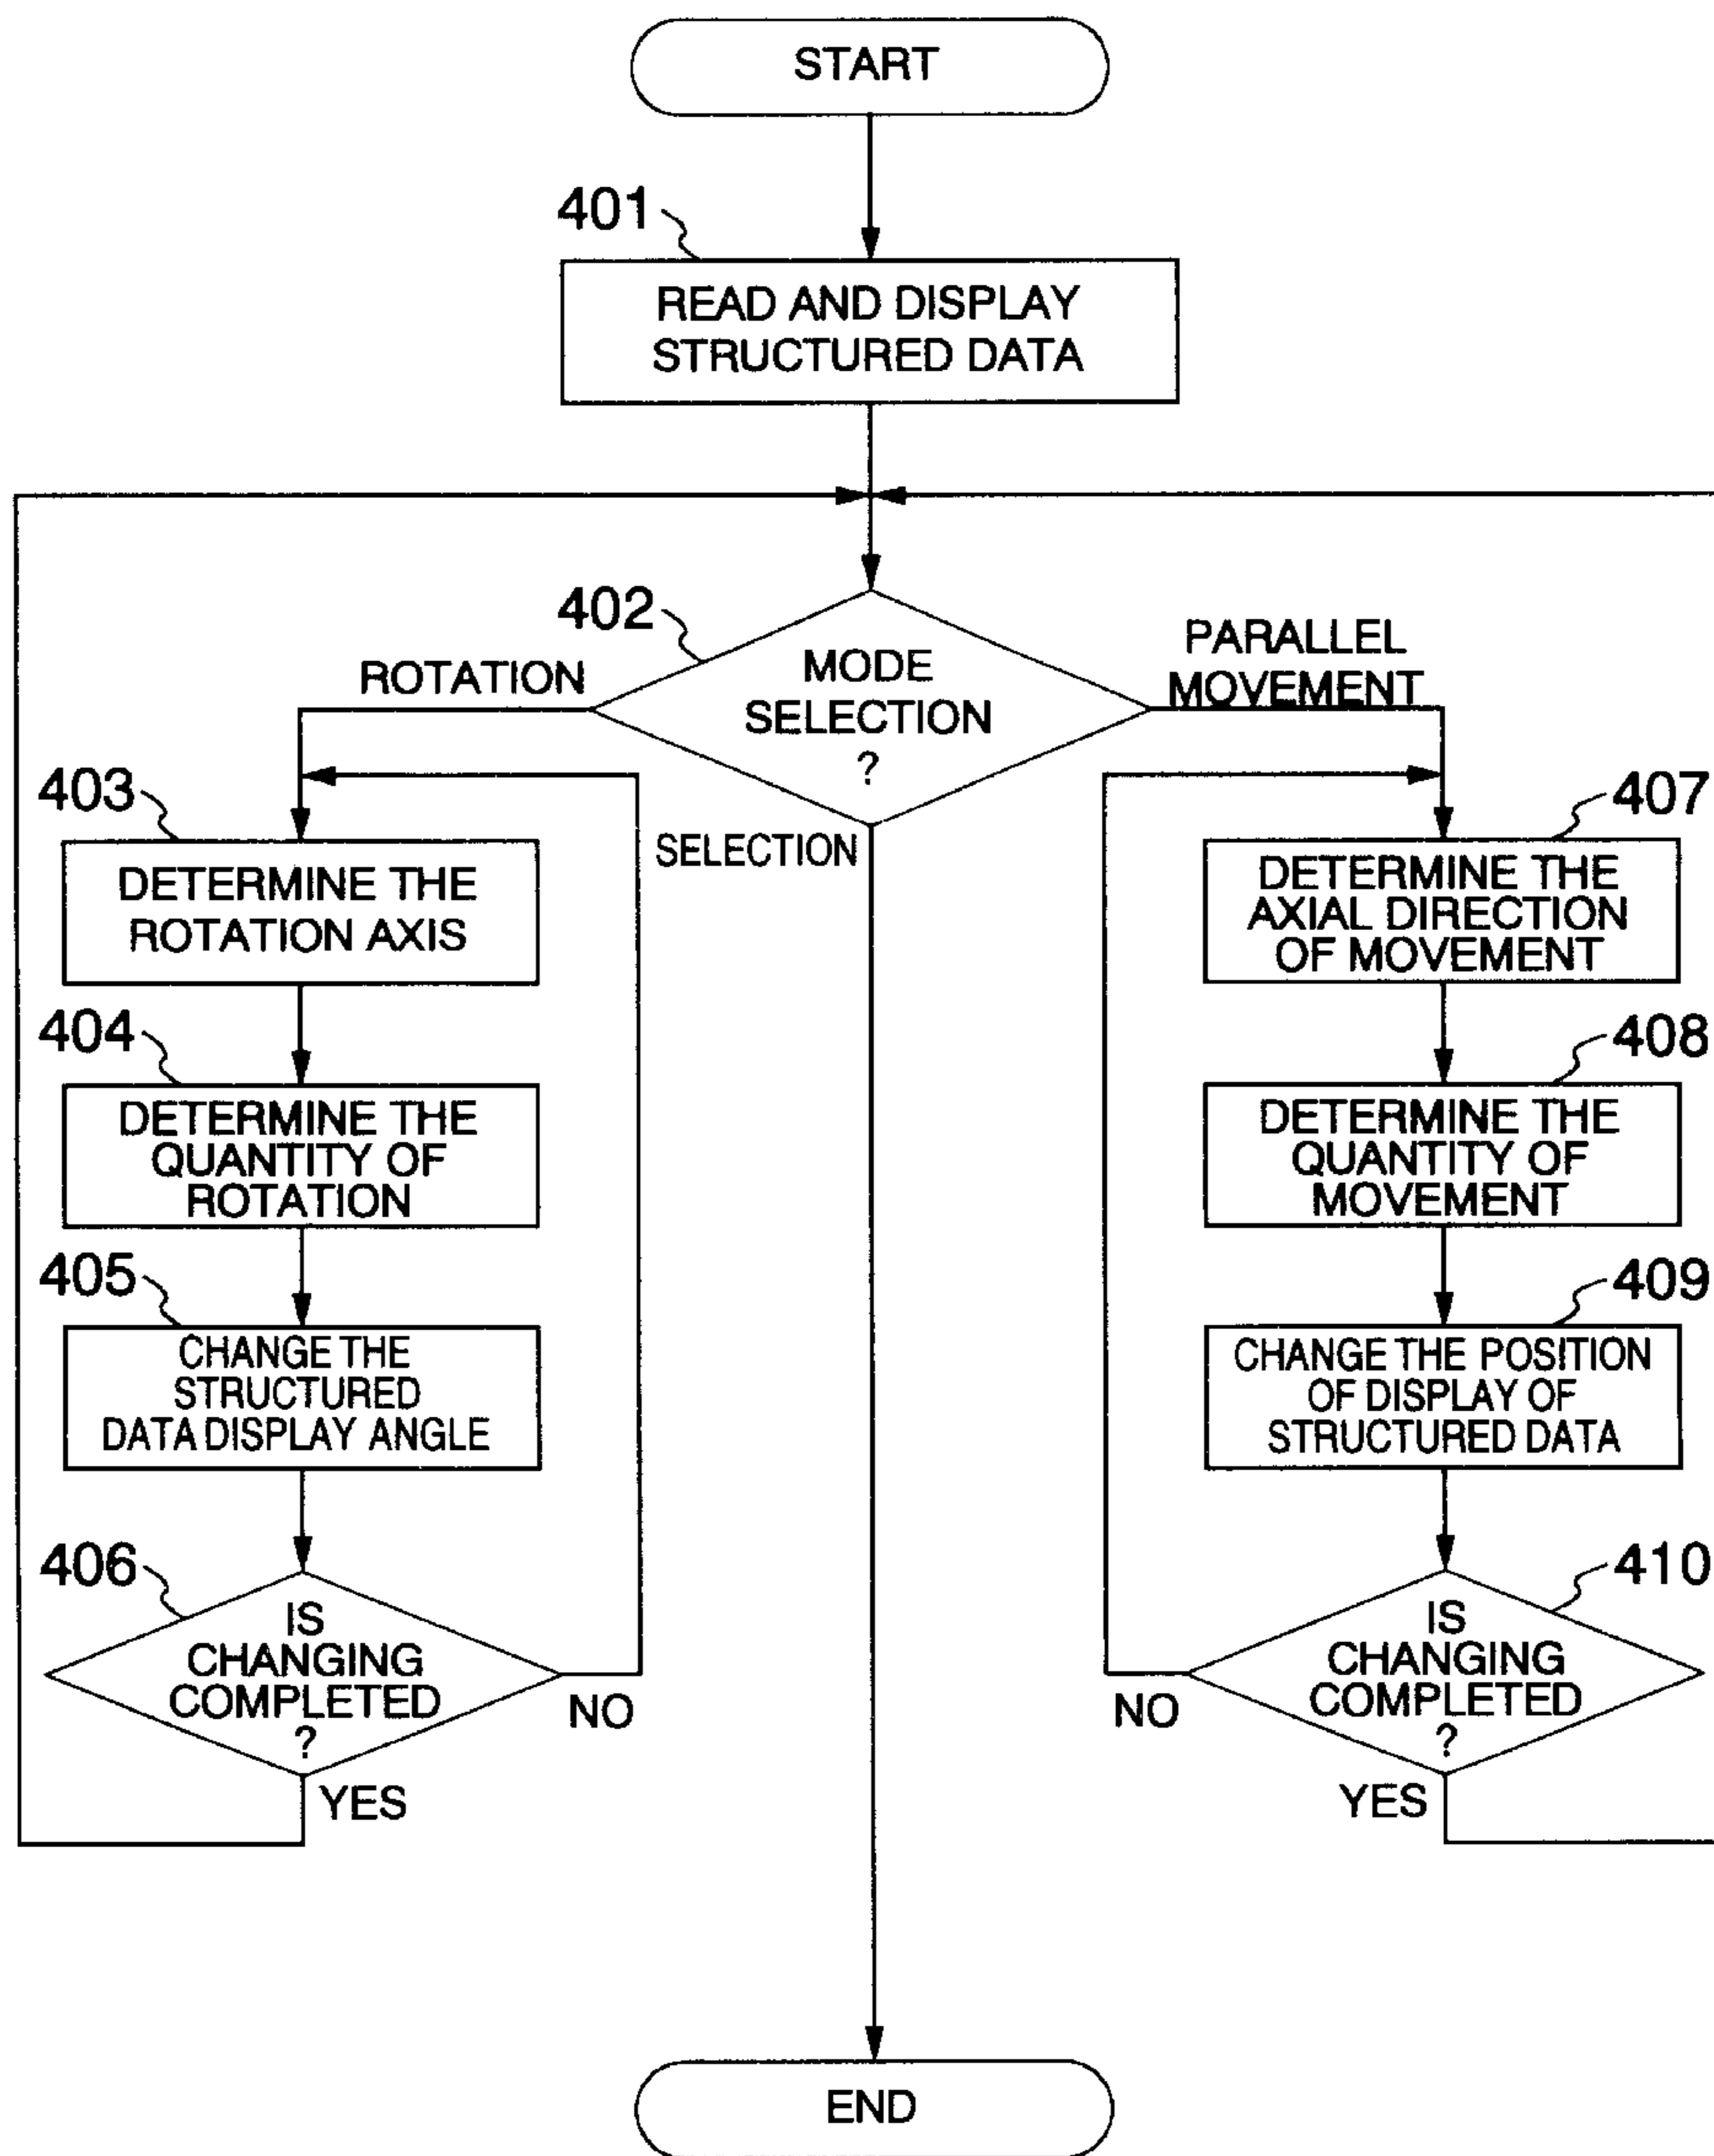 START
401
READ AND DISPLAY
STRUCTURED DATA
402
MODE
SELECTION
?
ROTATION
PARALLEL
MOVEMENT
SELECTION
403
DETERMINE THE
ROTATION AXIS
404
DETERMINE THE
QUANTITY OF
ROTATION
405
CHANGE THE
STRUCTURED
DATA DISPLAY ANGLE
406
IS
CHANGING
COMPLETED
?
NO
YES
407
DETERMINE THE
AXIAL DIRECTION
OF MOVEMENT
408
DETERMINE THE
QUANTITY OF
MOVEMENT
409
CHANGE THE POSITION
OF DISPLAY OF
STRUCTURED DATA
410
IS
CHANGING
COMPLETED
?
NO
YES
END